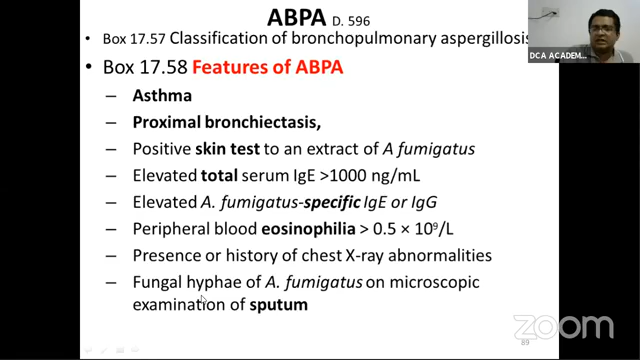 ABPA D. 596
• Box 17.57 Classification of bronchopulmonary aspergillosis
• Box 17.58 Features of ABPA
– Asthma
– Proximal bronchiectasis,
– Positive skin test to an extract of A fumigatus
– Elevated total serum IgE >1000 ng/mL
– Elevated A. fumigatus-specific IgE or IgG
– Peripheral blood eosinophilia > 0.5 × 10⁹/L
– Presence or history of chest X-ray abnormalities
– Fungal hyphae of A. fumigatus on microscopic
examination of sputum
DCA ACADEM...
zoom
89